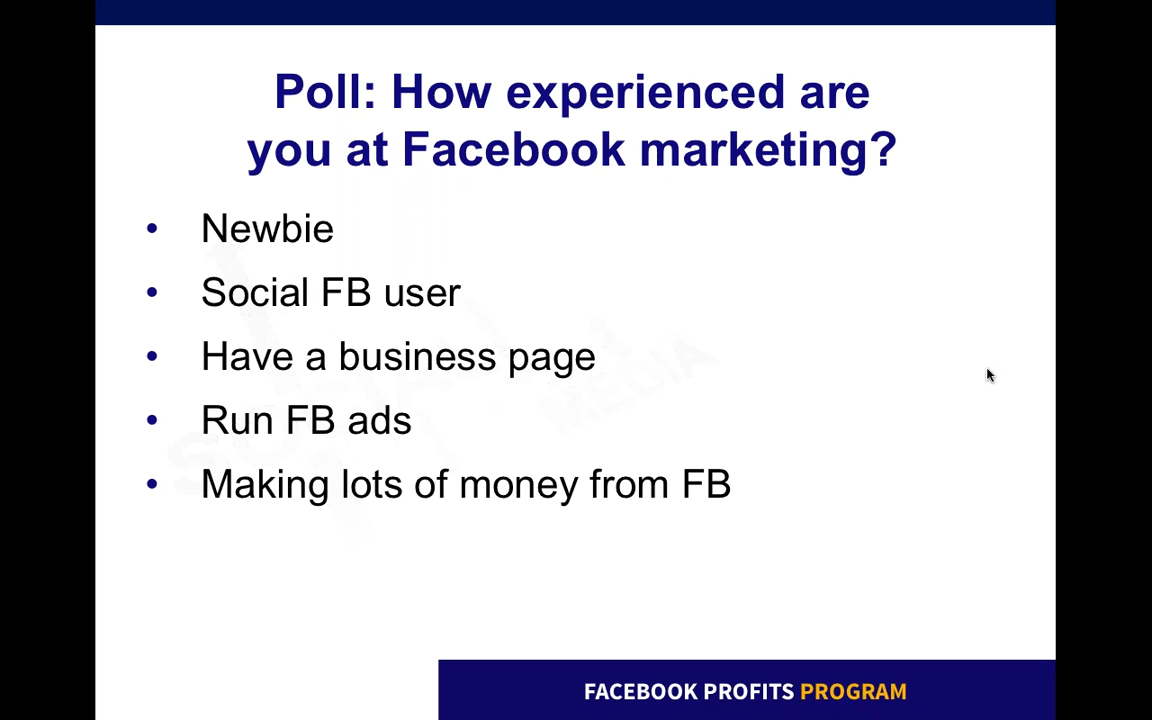 Poll: How experienced are
you at Facebook marketing?
• Newbie
• Social FB user
• Have a business page
• Run FB ads
• Making lots of money from FB
MEDIA
FACEBOOK PROFITS PROGRAM